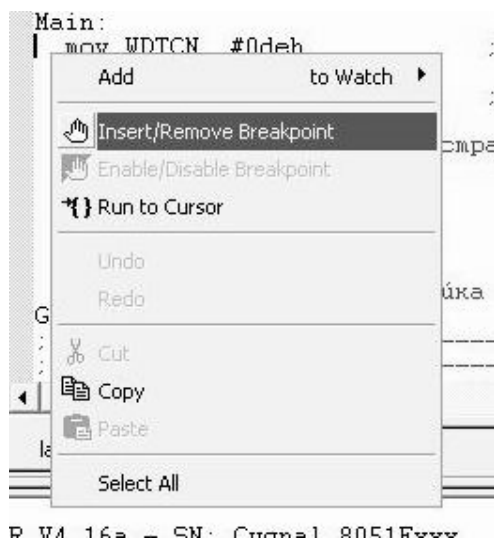 Main:
mov WDTCN, #0deh ;
Add to Watch
;
Insert/Remove Breakpoint
Enable/Disable Breakpoint
Run to Cursor
Undo
Redo
G
Cut
Copy
Paste
Select All
R V4.16a - SN: Cygnal 8051Fxxx